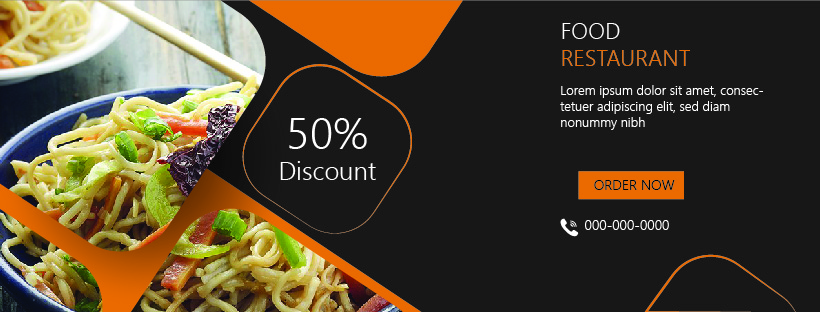 50%
Discount
FOOD
RESTAURANT
Lorem ipsum dolor sit amet, consec-
tetuer adipiscing elit, sed diam
nonummy nibh
ORDER NOW
000-000-0000